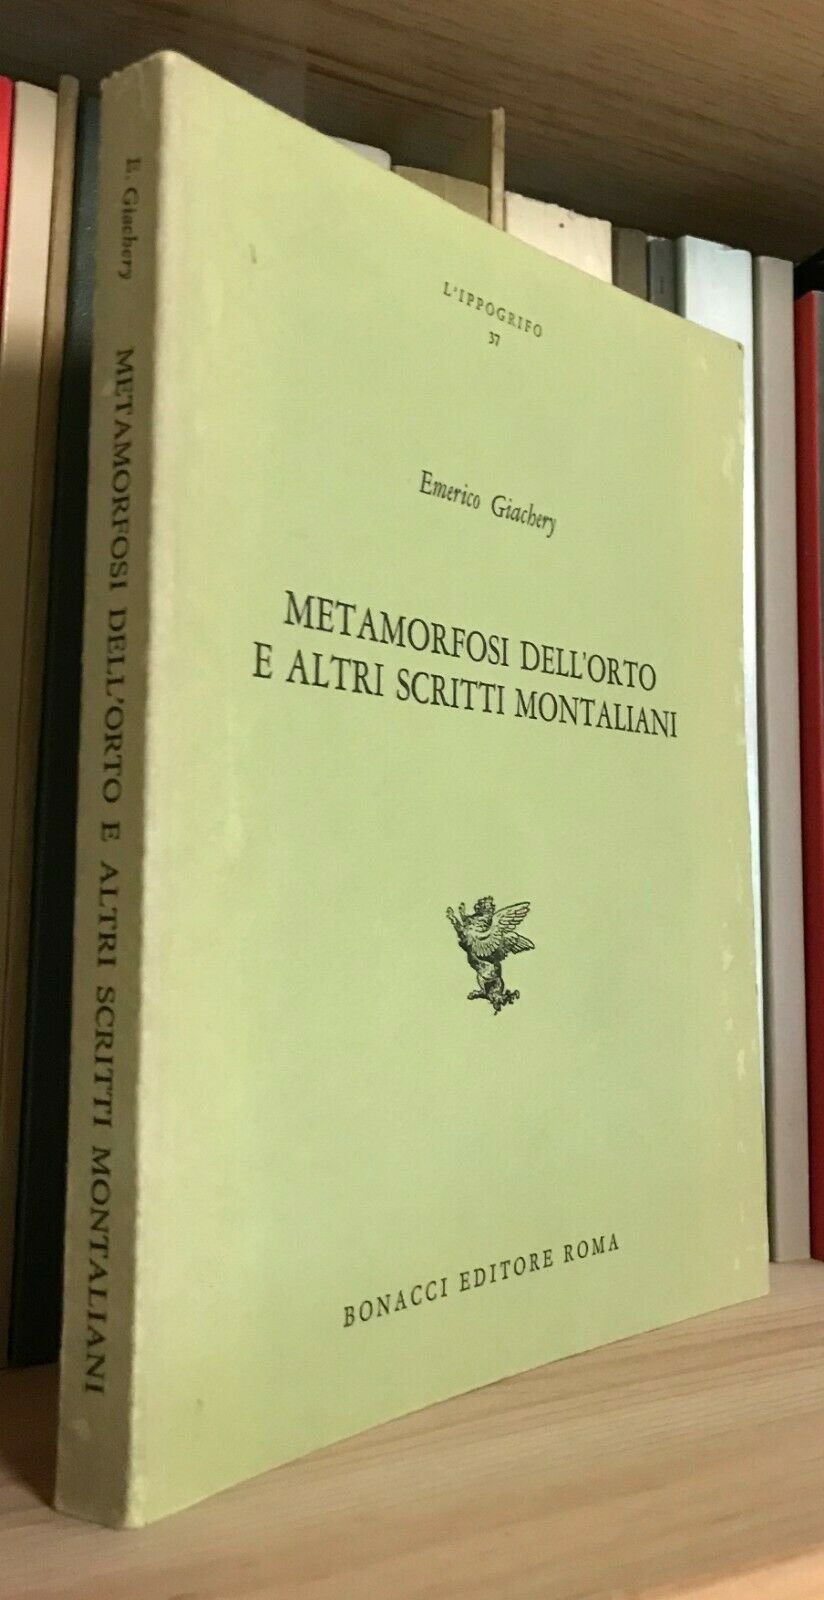 E. Giachery METAMORFOSI DELL'ORTO E ALTRI SCRITTI MONTALIANI
L'IPPOGRIFO
37
Emerico Giachery
METAMORFOSI DELL'ORTO
E ALTRI SCRITTI MONTALIANI
BONACCI EDITORE ROMA